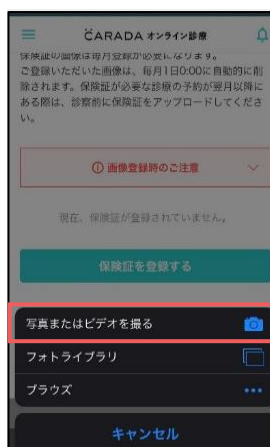 CARADA オンライン診療
保険証の画像は毎月登録が必要になります。
ご登録いただいた画像は、毎月1日0:00に自動的に削
除されます。保険証が必要な診療の予約が翌月以降に
ある際は、診察前に保険証をアップロードしてくださ
い。
画像登録時のご注意
現在、保険証が登録されていません。
保険証を登録する
写真またはビデオを撮る
フォトライブラリ
ブラウズ
キャンセル